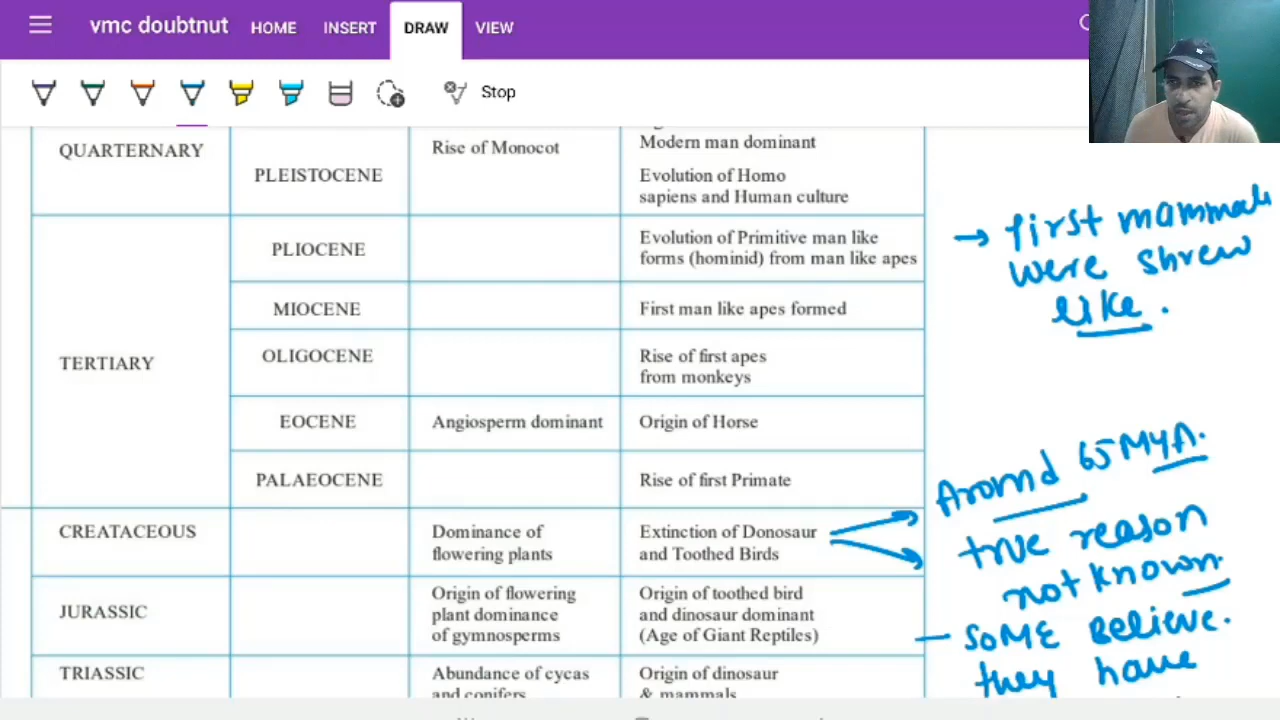 vmc doubtnut HOME INSERT DRAW VIEW
Stop
QUARTERNARY
Rise of Monocot
Modern man dominant
PLEISTOCENE
Evolution of Homo
sapiens and Human culture
TERTIARY
PLIOCENE
Evolution of Primitive man like
forms (hominid) from man like apes
MIOCENE
First man like apes formed
OLIGOCENE
Rise of first apes
from monkeys
EOCENE
Angiosperm dominant
Origin of Horse
PALAEOCENE
Rise of first Primate
CREATACEOUS
Dominance of
flowering plants
Extinction of Donosaur
and Toothed Birds
JURASSIC
Origin of flowering
plant dominance
of gymnosperms
Origin of toothed bird
and dinosaur dominant
(Age of Giant Reptiles)
TRIASSIC
Abundance of cycas
and conifers
Origin of dinosaur
& mammals
→ first mammals
were shrew
like.
Around 65 MYA.
true reason
not known.
— SOME Believe.
they have